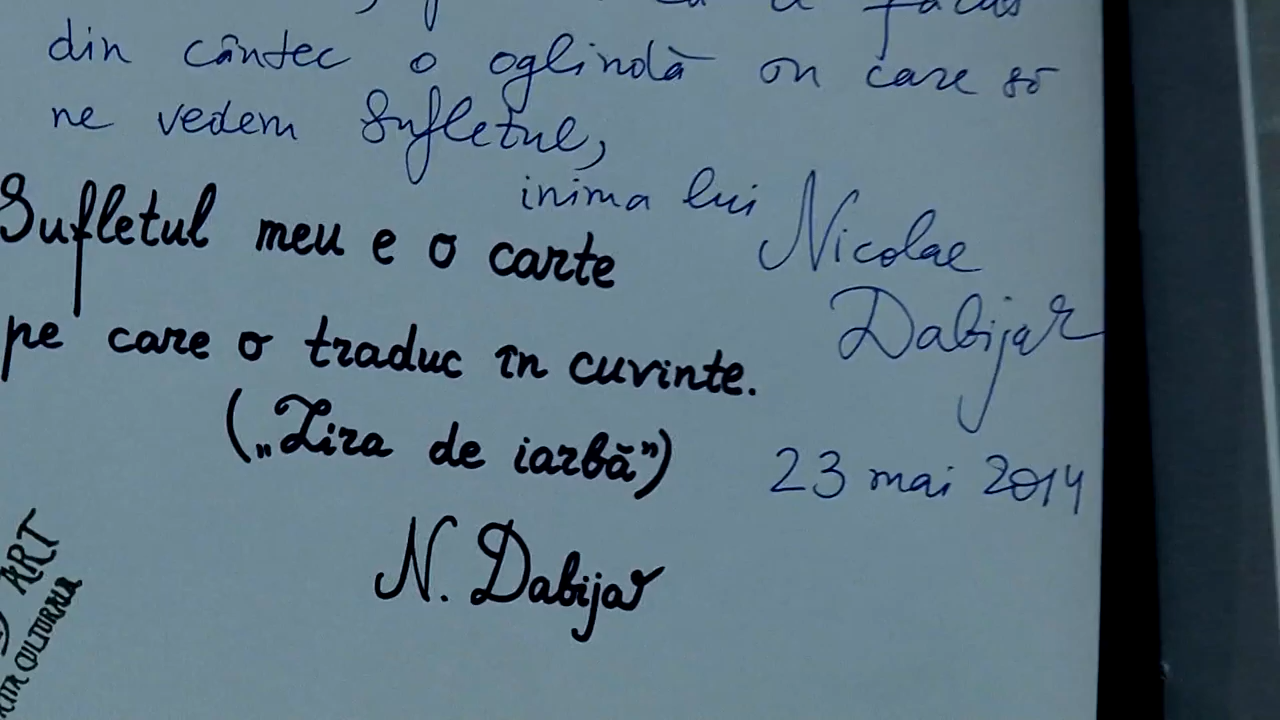 din cântec o oglindă în care să
ne vedem Sufletul,
inima lui Nicolae
Dabija
23 mai 2014
Sufletul meu e o carte
pe care o traduc în cuvinte.
(„Lira de iarbă”)
N. Dabija
ART
CULTURALA